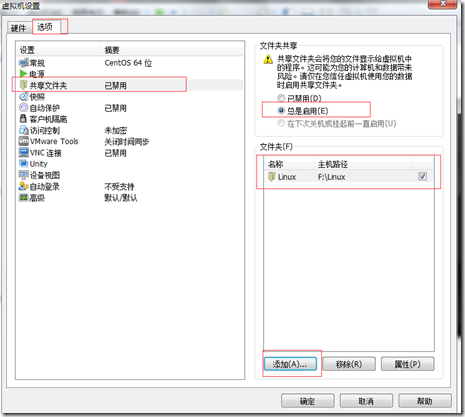 虚拟机设置
硬件 选项
设置 摘要
常规 CentOS 64 位
电源
共享文件夹 已禁用
快照
自动保护 已禁用
客户机隔离
访问控制 未加密
VMware Tools 关闭时间同步
VNC 连接 已禁用
Unity
设备视图
自动登录 不受支持
高级 默认/默认
文件夹共享
共享文件夹会将您的文件显示给虚拟机中
的程序。这可能为您的计算机和数据带来
风险。请仅在您信任虚拟机使用您的数据
时启用共享文件夹。
已禁用(D)
总是启用(E)
在下次关机或挂起前一直启用(U)
文件夹(F)
名称 主机路径
Linux F:\Linux
添加(A)... 移除(R) 属性(P)
确定 取消 帮助